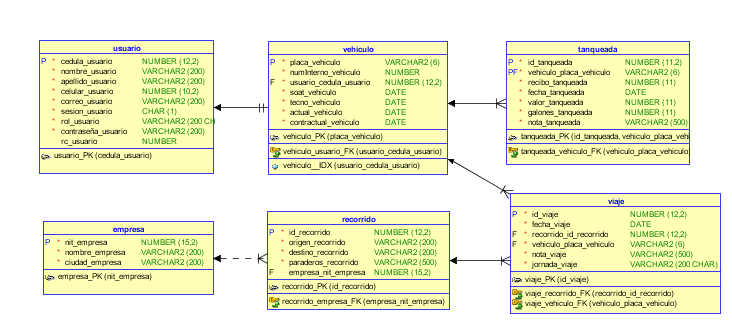 usuario
P * cedula_usuario NUMBER (12,2)
* nombre_usuario VARCHAR2 (200)
* apellido_usuario VARCHAR2 (200)
* celular_usuario NUMBER (10,2)
* correo_usuario VARCHAR2 (200)
* sesion_usuario CHAR (1)
* rol_usuario VARCHAR2 (200 CH
* contraseña_usuario VARCHAR2 (200)
rc_usuario NUMBER
usuario_PK (cedula_usuario)
vehiculo
P * placa_vehiculo VARCHAR2 (6)
* numInterno_vehiculo NUMBER
F * usuario_cedula_usuario NUMBER (12,2)
* soat_vehiculo DATE
* tecno_vehiculo DATE
* actual_vehiculo DATE
* contractual_vehiculo DATE
vehiculo_PK (placa_vehiculo)
vehiculo_usuario_FK (usuario_cedula_usuario)
vehiculo__IDX (usuario_cedula_usuario)
tanqueada
P * id_tanqueada NUMBER (11,2)
PF * vehiculo_placa_vehiculo VARCHAR2 (6)
* recibo_tanqueada NUMBER (11)
* fecha_tanqueada DATE
* valor_tanqueada NUMBER (11)
* galones_tanqueada NUMBER (11)
* nota_tanqueada VARCHAR2 (500)
tanqueada_PK (id_tanqueada, vehiculo_placa_vehi
tanqueada_vehiculo_FK (vehiculo_placa_vehiculo)
empresa
P * nit_empresa NUMBER (15,2)
* nombre_empresa VARCHAR2 (200)
* ciudad_empresa VARCHAR2 (200)
empresa_PK (nit_empresa)
recorrido
P * id_recorrido NUMBER (12,2)
* origen_recorrido VARCHAR2 (200)
* destino_recorrido VARCHAR2 (200)
* paraderos_recorrido VARCHAR2 (500)
F empresa_nit_empresa NUMBER (15,2)
recorrido_PK (id_recorrido)
recorrido_empresa_FK (empresa_nit_empresa)
viaje
P * id_viaje NUMBER (12,2)
* fecha_viaje DATE
F * recorrido_id_recorrido NUMBER (12,2)
F * vehiculo_placa_vehiculo VARCHAR2 (6)
* nota_viaje VARCHAR2 (500)
* jornada_viaje VARCHAR2 (200 CHAR)
viaje_PK (id_viaje)
viaje_recorrido_FK (recorrido_id_recorrido)
viaje_vehiculo_FK (vehiculo_placa_vehiculo)